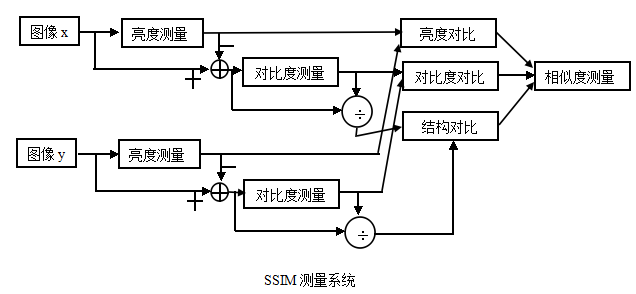 图像 x
亮度测量
亮度对比
对比度测量
对比度对比
相似度测量
÷
结构对比
图像 y
亮度测量
对比度测量
÷
SSIM 测量系统